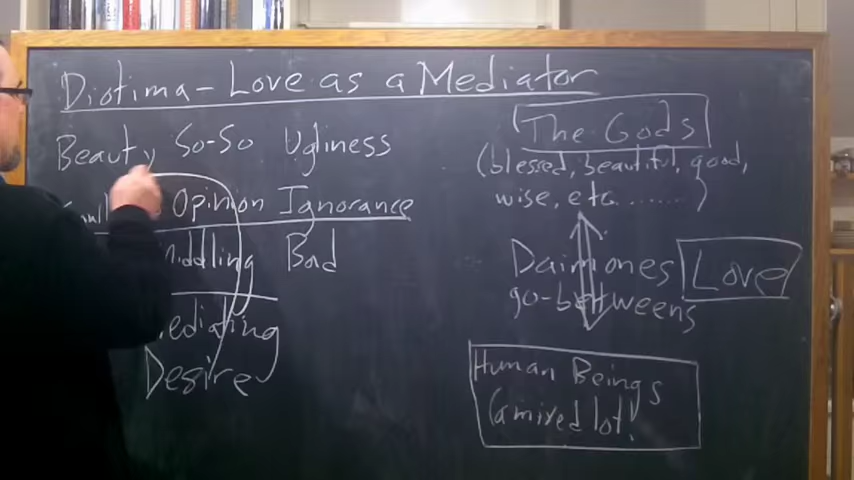 Diotima - Love as a Mediator
Beauty So-So Ugliness
Opinion Ignorance
Bad
Desire
(The Gods
(blessed, beautiful, good,
wise, etc.......)
Daimones Love
go-betweens
Human Beings
(a mixed lot!